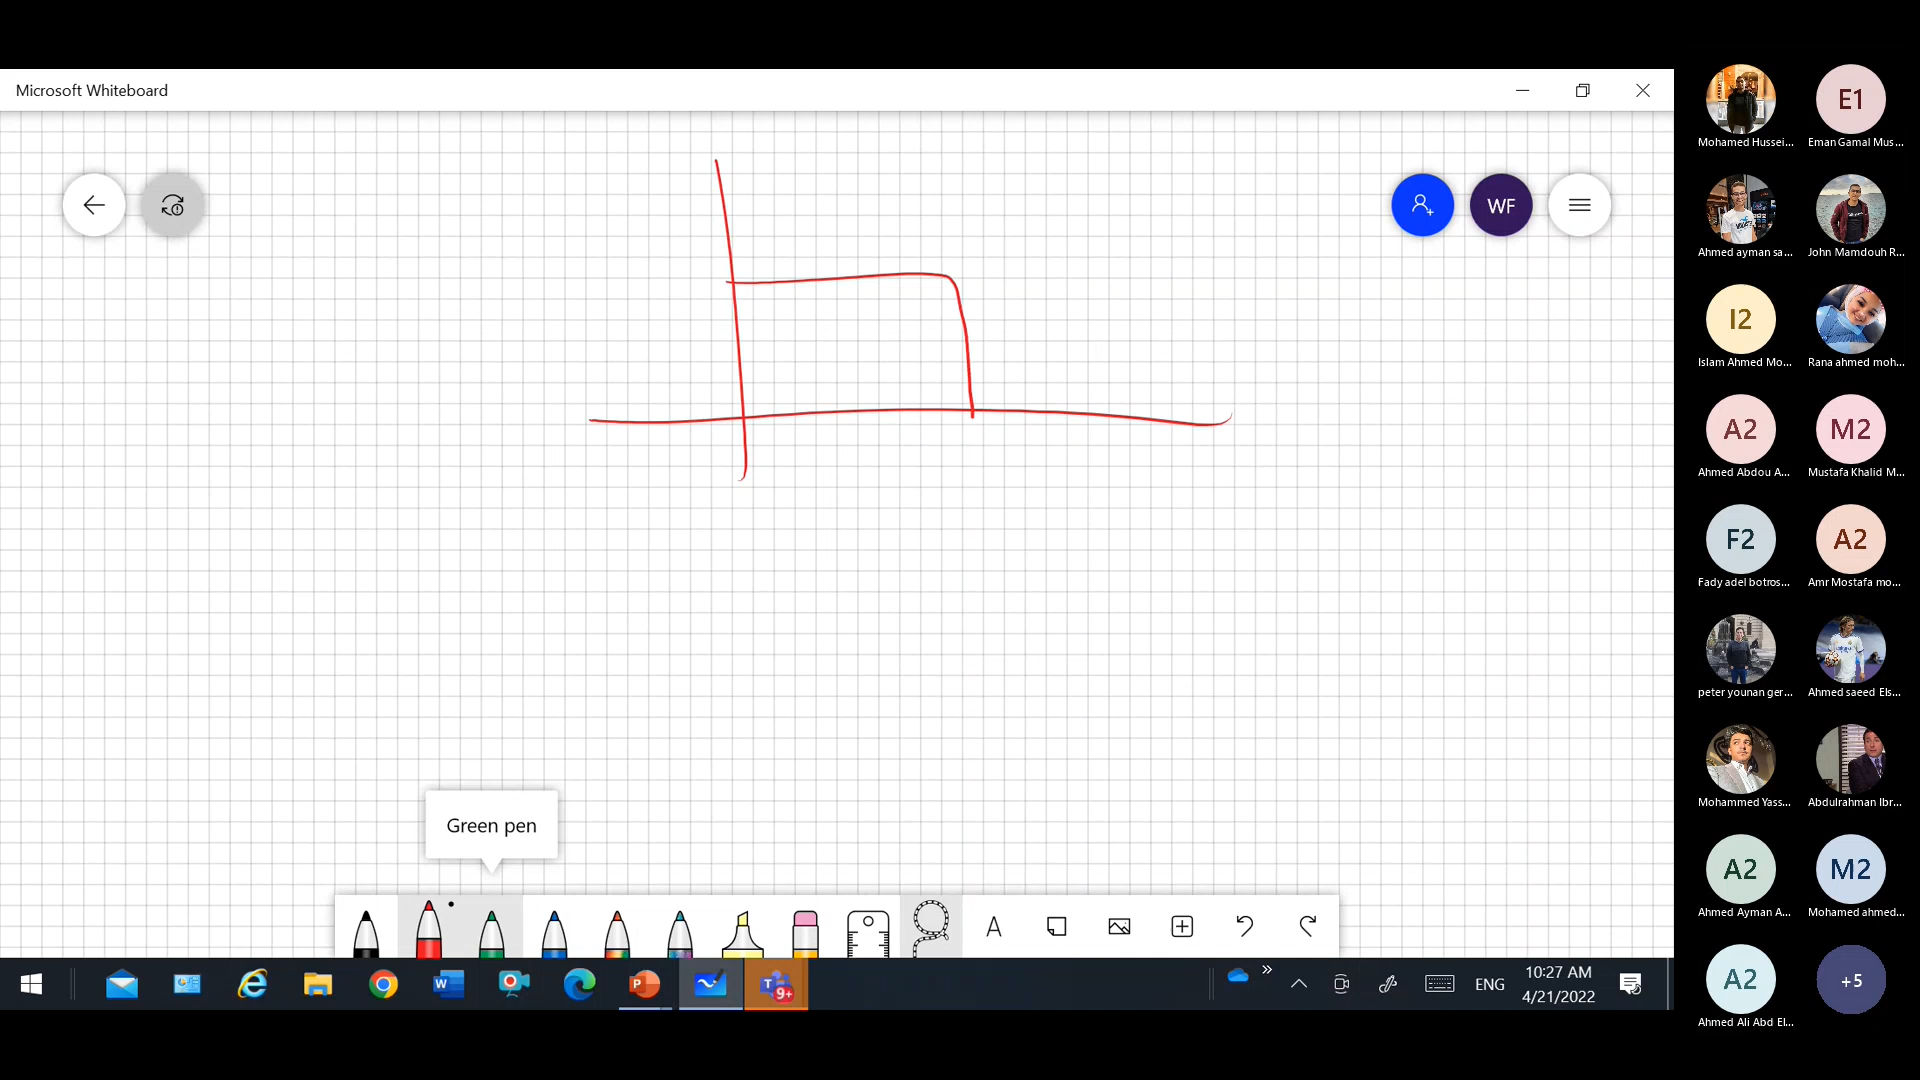 Microsoft Whiteboard
WF
Green pen
A
W
P
T
9+
ENG
10:27 AM
4/21/2022
E1
Mohamed Hussei...
Eman Gamal Mus...
Ahmed ayman sa...
John Mamdouh R...
I2
Islam Ahmed Mo...
Rana ahmed moh...
A2
M2
Ahmed Abdou A...
Mustafa Khalid M...
F2
A2
Fady adel botros...
Amr Mostafa mo...
peter younan ger...
Ahmed saeed Els...
Mohammed Yass...
Abdulrahman Ibr...
A2
M2
Ahmed Ayman A...
Mohamed ahmed...
A2
+5
Ahmed Ali Abd El...